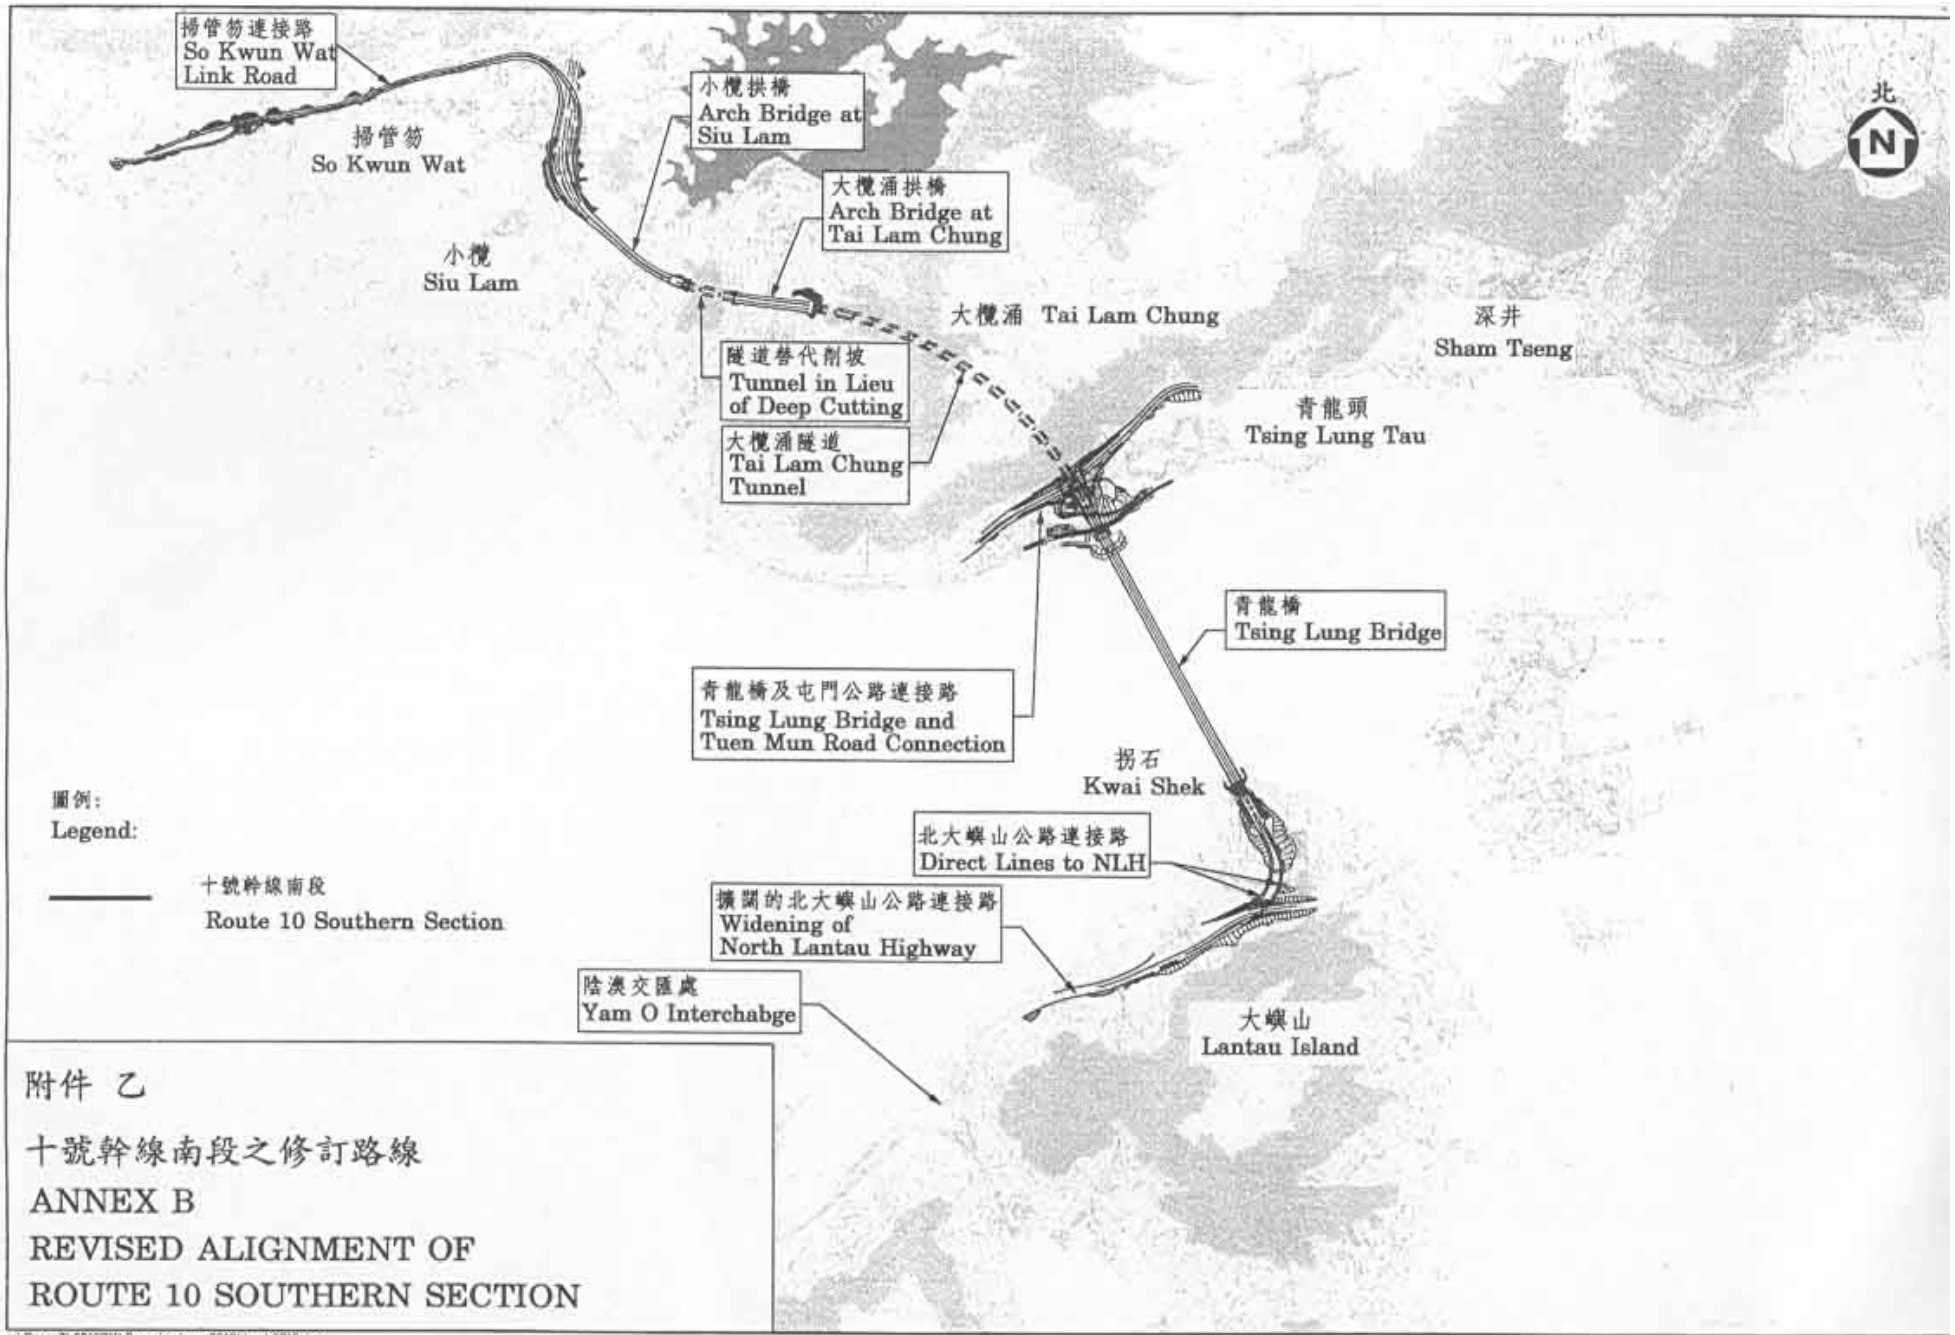 掃管笏連接路
So Kwun Wat
Link Road
掃管笏
So Kwun Wat
小欖拱橋
Arch Bridge at
Siu Lam
北
N
大欖涌拱橋
Arch Bridge at
Tai Lam Chung
小欖
Siu Lam
大欖涌 Tai Lam Chung
深井
Sham Tseng
隧道替代削坡
Tunnel in Lieu
of Deep Cutting
青龍頭
Tsing Lung Tau
大欖涌隧道
Tai Lam Chung
Tunnel
青龍橋
Tsing Lung Bridge
青龍橋及屯門公路連接路
Tsing Lung Bridge and
Tuen Mun Road Connection
拐石
Kwai Shek
圖例:
Legend:
十號幹線南段
Route 10 Southern Section
北大嶼山公路連接路
Direct Lines to NLH
擴闊的北大嶼山公路連接路
Widening of
North Lantau Highway
陰澳交匯處
Yam O Interchabge
大嶼山
Lantau Island
附件 乙
十號幹線南段之修訂路線
ANNEX B
REVISED ALIGNMENT OF
ROUTE 10 SOUTHERN SECTION